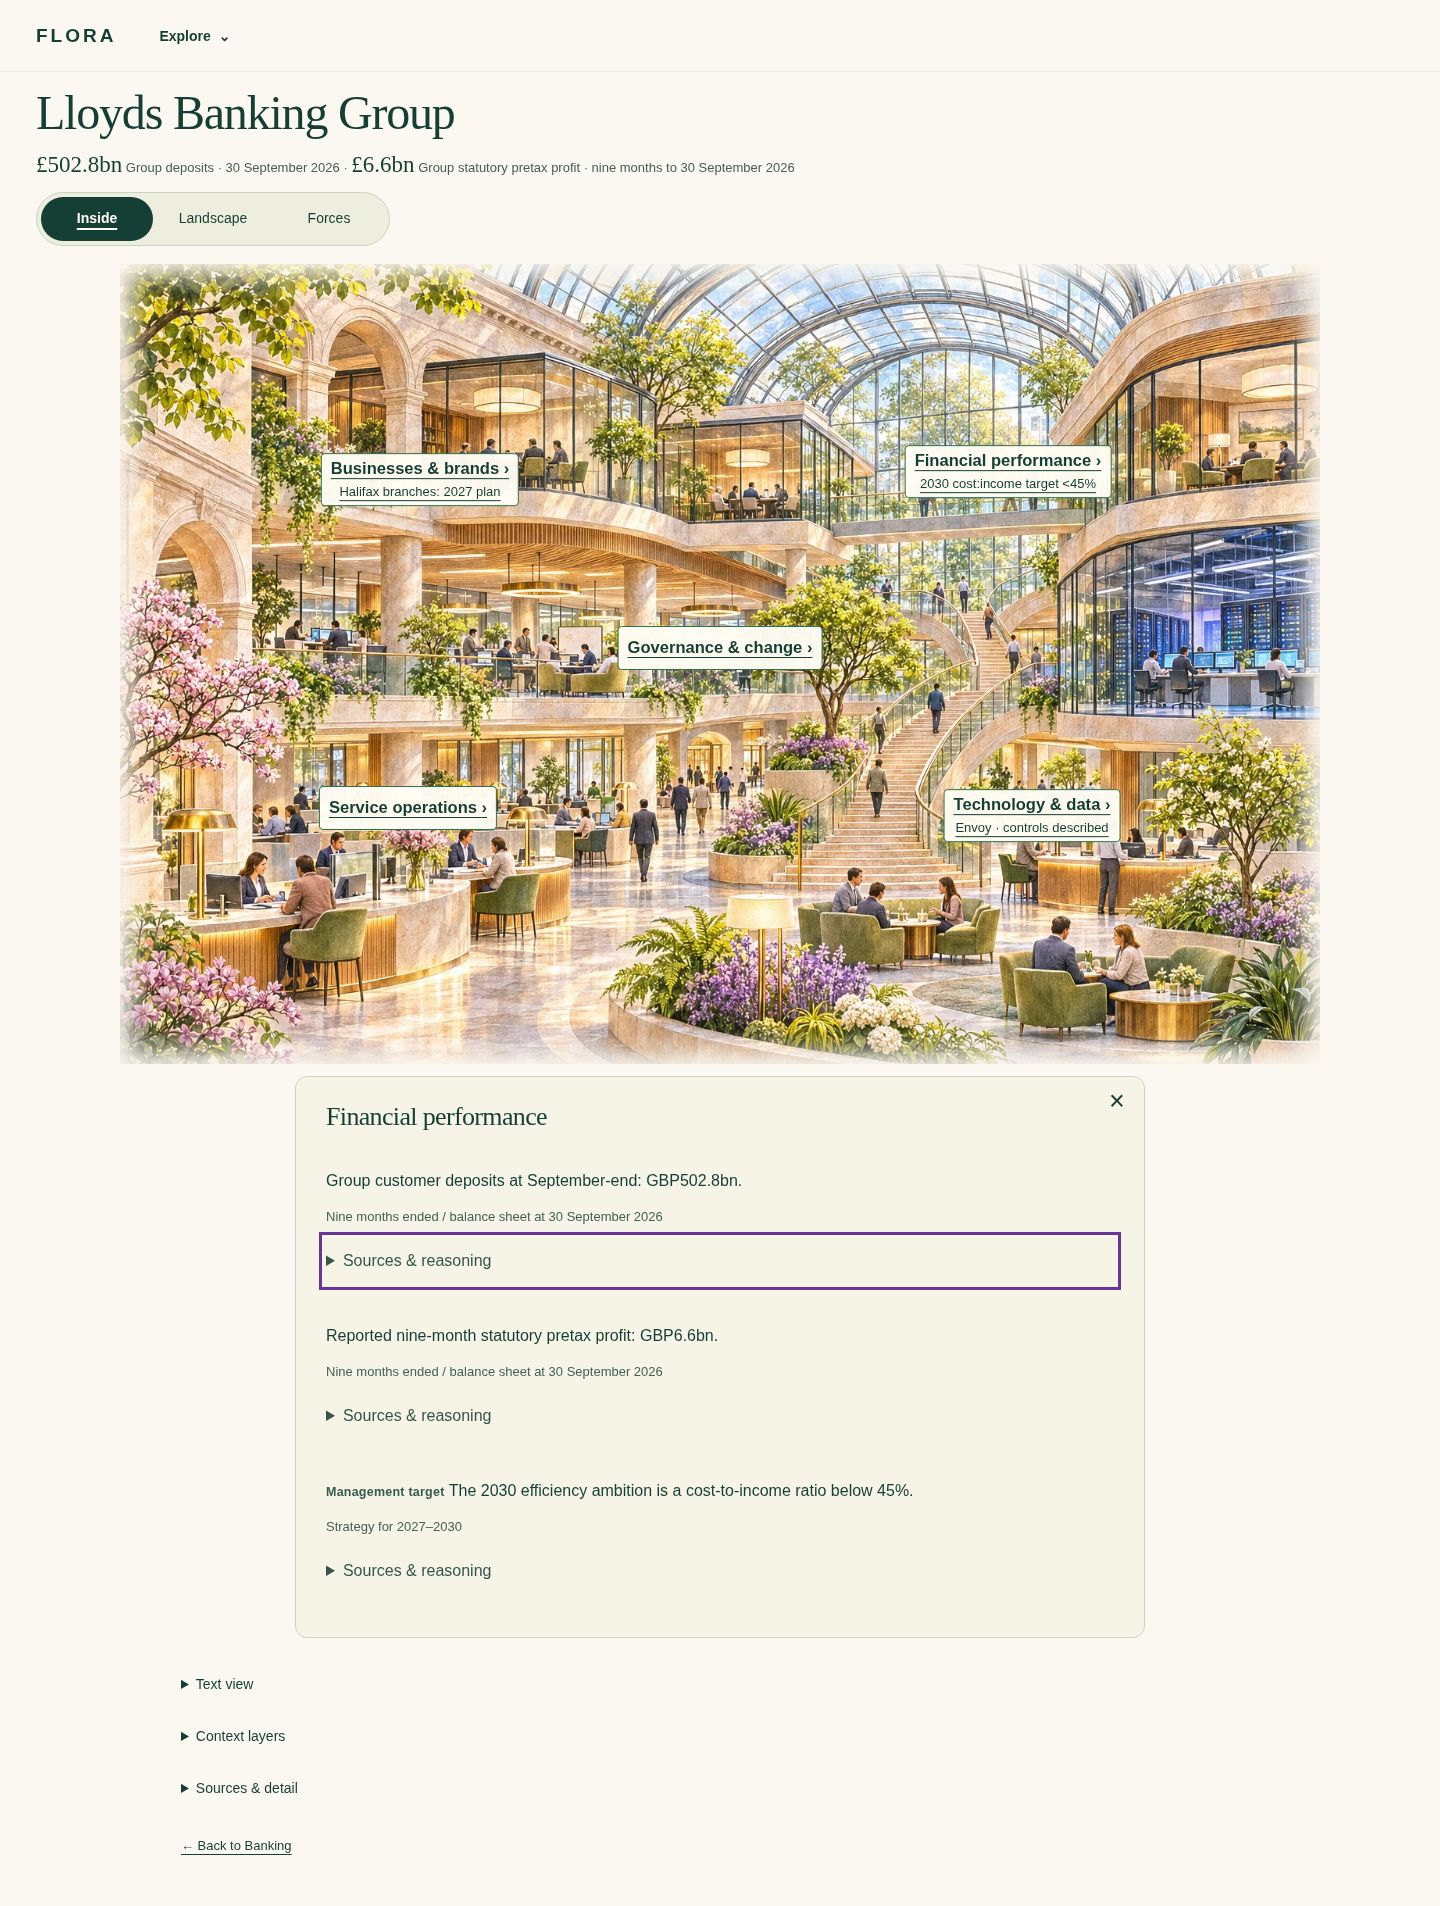 FLORA
Explore ⌄
Lloyds Banking Group
£502.8bn Group deposits · 30 September 2026 · £6.6bn Group statutory pretax profit · nine months to 30 September 2026
Inside
Landscape
Forces
Businesses & brands ›
Halifax branches: 2027 plan
Financial performance ›
2030 cost:income target <45%
Governance & change ›
Service operations ›
Technology & data ›
Envoy · controls described
Financial performance
✕
Group customer deposits at September-end: GBP502.8bn.
Nine months ended / balance sheet at 30 September 2026
▶ Sources & reasoning
Reported nine-month statutory pretax profit: GBP6.6bn.
Nine months ended / balance sheet at 30 September 2026
▶ Sources & reasoning
Management target The 2030 efficiency ambition is a cost-to-income ratio below 45%.
Strategy for 2027–2030
▶ Sources & reasoning
▶ Text view
▶ Context layers
▶ Sources & detail
← Back to Banking